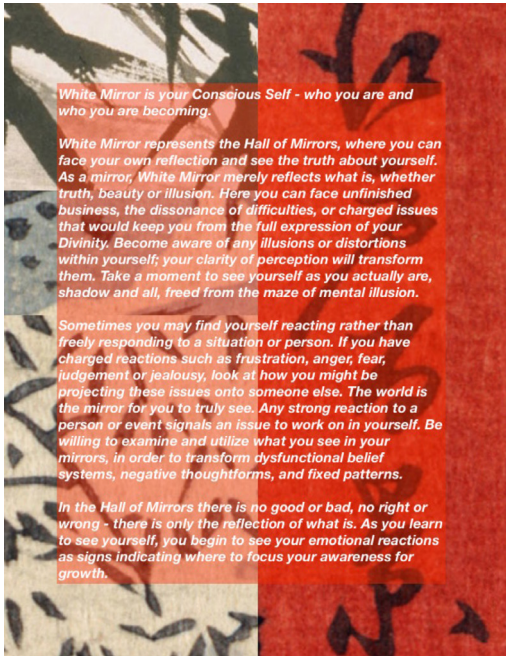 White Mirror is your Conscious Self - who you are and
who you are becoming.
White Mirror represents the Hall of Mirrors, where you can
face your own reflection and see the truth about yourself.
As a mirror, White Mirror merely reflects what is, whether
truth, beauty or illusion. Here you can face unfinished
business, the dissonance of difficulties, or charged issues
that would keep you from the full expression of your
Divinity. Become aware of any illusions or distortions
within yourself; your clarity of perception will transform
them. Take a moment to see yourself as you actually are,
shadow and all, freed from the maze of mental illusion.
Sometimes you may find yourself reacting rather than
freely responding to a situation or person. If you have
charged reactions such as frustration, anger, fear,
judgement or jealousy, look at how you might be
projecting these issues onto someone else. The world is
the mirror for you to truly see. Any strong reaction to a
person or event signals an issue to work on in yourself. Be
willing to examine and utilize what you see in your
mirrors, in order to transform dysfunctional belief
systems, negative thoughtforms, and fixed patterns.
In the Hall of Mirrors there is no good or bad, no right or
wrong - there is only the reflection of what is. As you learn
to see yourself, you begin to see your emotional reactions
as signs indicating where to focus your awareness for
growth.